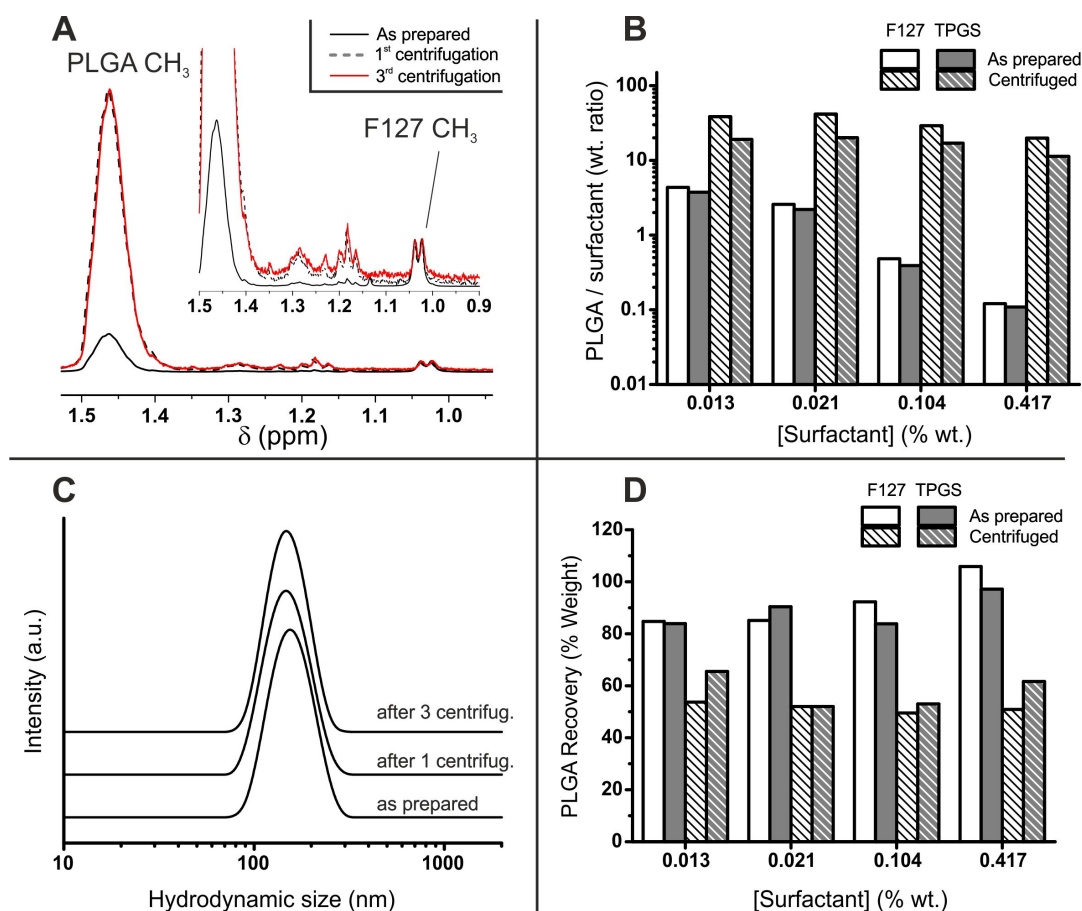 A
PLGA CH₃
As prepared
1ˢᵗ centrifugation
3ʳᵈ centrifugation
F127 CH₃
1.5 1.4 1.3 1.2 1.1 1.0 0.9
1.5 1.4 1.3 1.2 1.1 1.0
δ (ppm)
B
F127 TPGS
As prepared
Centrifuged
PLGA / surfactant (wt. ratio)
100
10
1
0.1
0.01
0.013 0.021 0.104 0.417
[Surfactant] (% wt.)
C
Intensity (a.u.)
after 3 centrifug.
after 1 centrifug.
as prepared
10 100 1000
Hydrodynamic size (nm)
D
F127 TPGS
As prepared
Centrifuged
PLGA Recovery (% Weight)
120
100
80
60
40
20
0
0.013 0.021 0.104 0.417
[Surfactant] (% wt.)